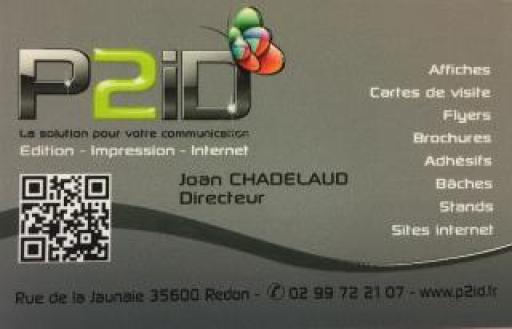 P2iD
La solution pour votre communication
Edition - Impression - Internet
Joan CHADELAUD
Directeur
Affiches
Cartes de visite
Flyers
Brochures
Adhésifs
Bâches
Stands
Sites internet
Rue de la Jaunaie 35600 Redon - ✆ 02 99 72 21 07 - www.p2id.fr